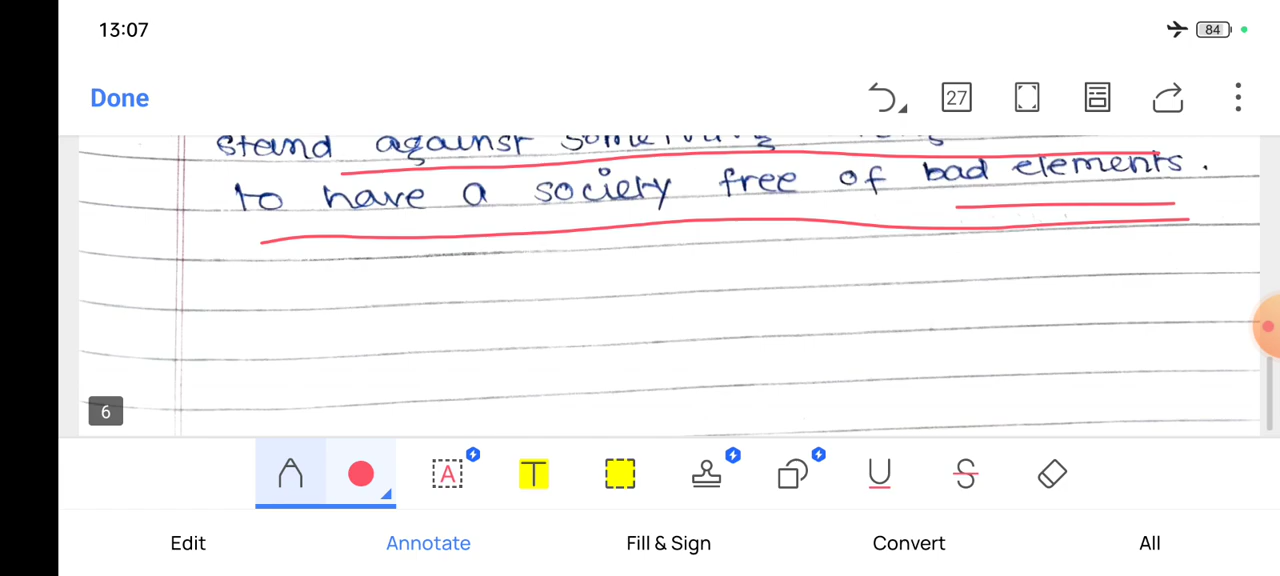 13:07
84
Done
27
stand against
to have a society free of bad elements.
6
A
T
U
S
Edit
Annotate
Fill & Sign
Convert
All